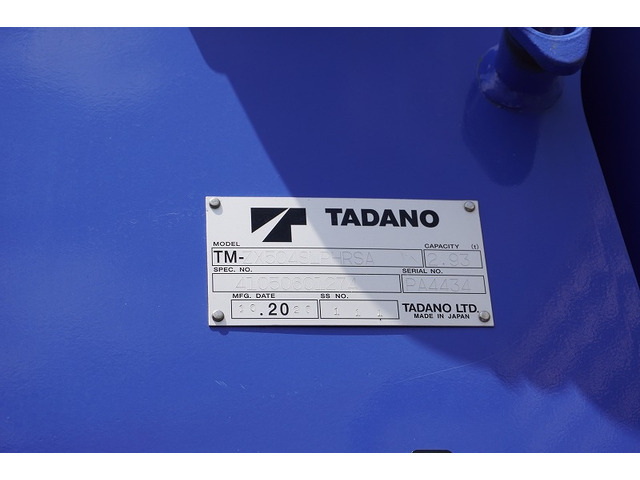 TADANO
MODEL CAPACITY (t)
TM- 2.93
SPEC. NO. SERIAL NO.
PA4434
MFG. DATE SS NO.
.20
TADANO LTD.
MADE IN JAPAN